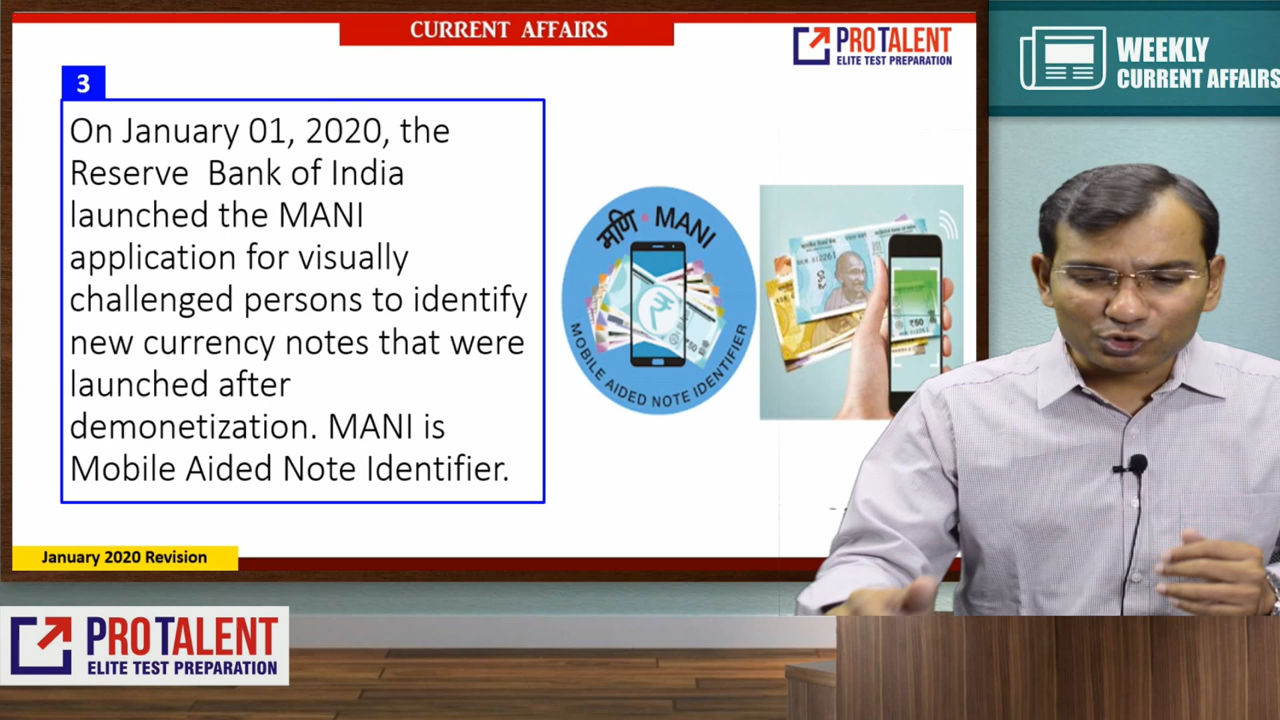 CURRENT AFFAIRS
PROTALENT
ELITE TEST PREPARATION
WEEKLY
CURRENT AFFAIRS
3
On January 01, 2020, the
Reserve Bank of India
launched the MANI
application for visually
challenged persons to identify
new currency notes that were
launched after
demonetization. MANI is
Mobile Aided Note Identifier.
मणि MANI
MOBILE AIDED NOTE IDENTIFIER
₹50
January 2020 Revision
PROTALENT
ELITE TEST PREPARATION